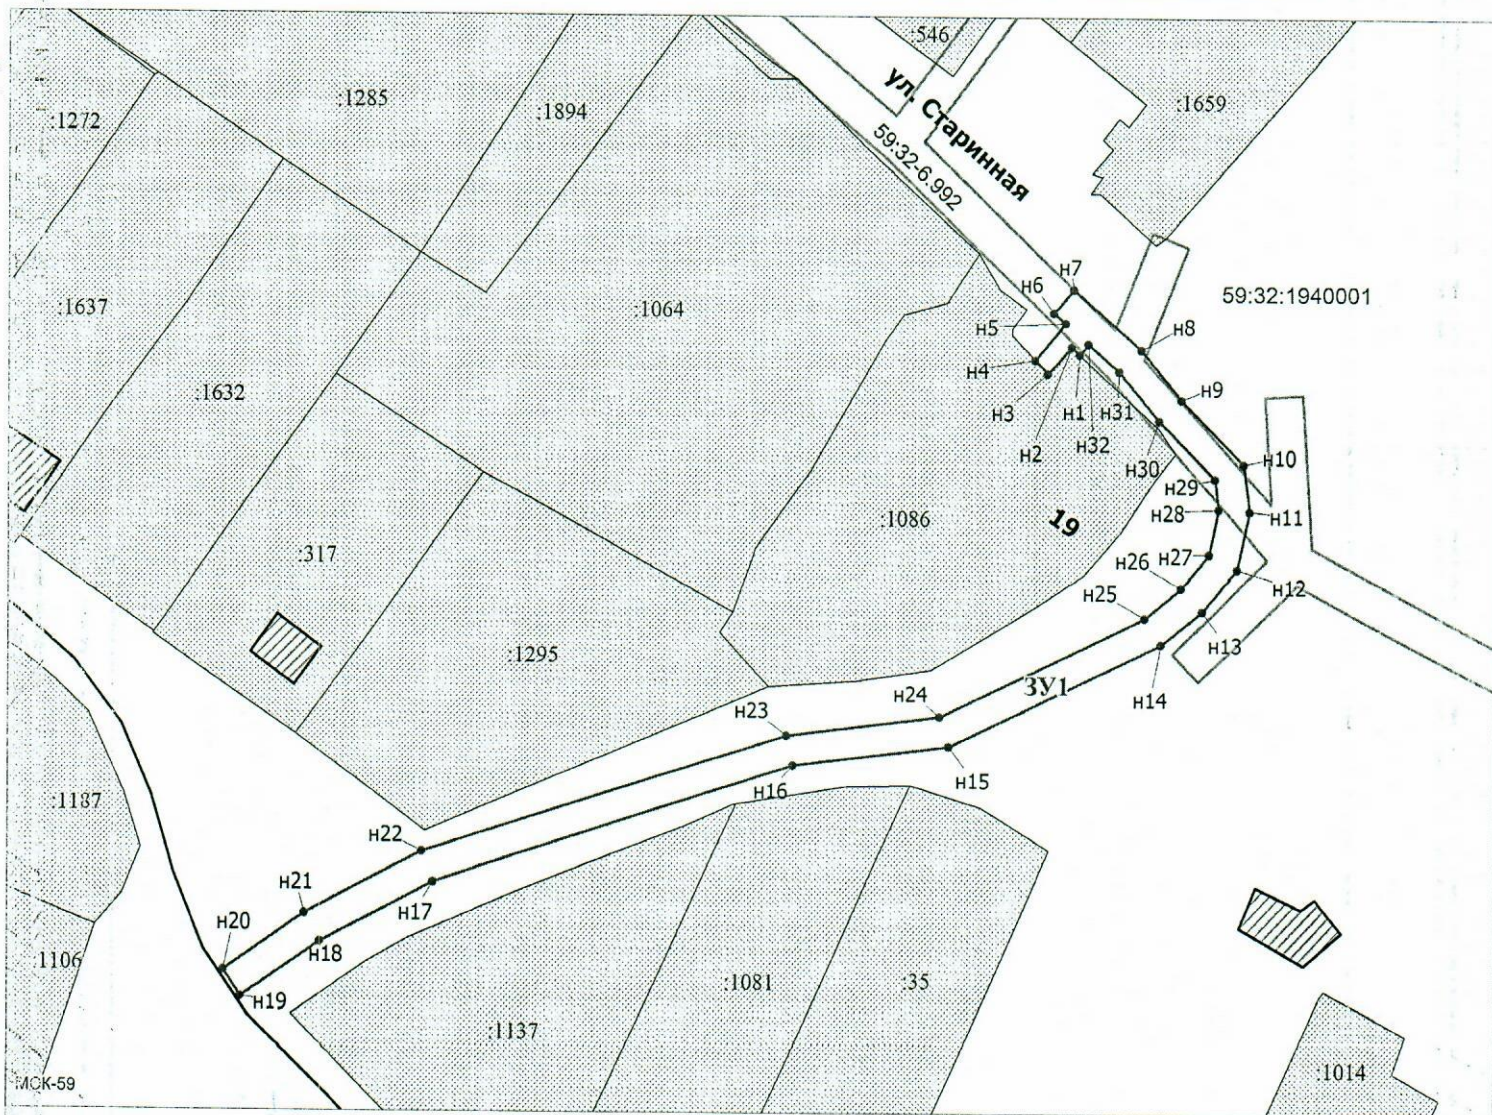 :546
:1285
:1894
:1272
:1659
ул. Старинная
59:32-6.992
н7
н6
59:32:1940001
:1637
:1064
н5
н8
н4
н9
:1632
н3
н1
н31
н2
н32
н30
н10
н29
:1086
19
н28
н11
:317
н27
н26
н12
н25
н13
:1295
ЗУ1
н14
н24
н23
н15
н16
:1187
н22
н17
н21
н20
н18
:1106
н19
:1081
:35
:1137
:1014
МСК-59